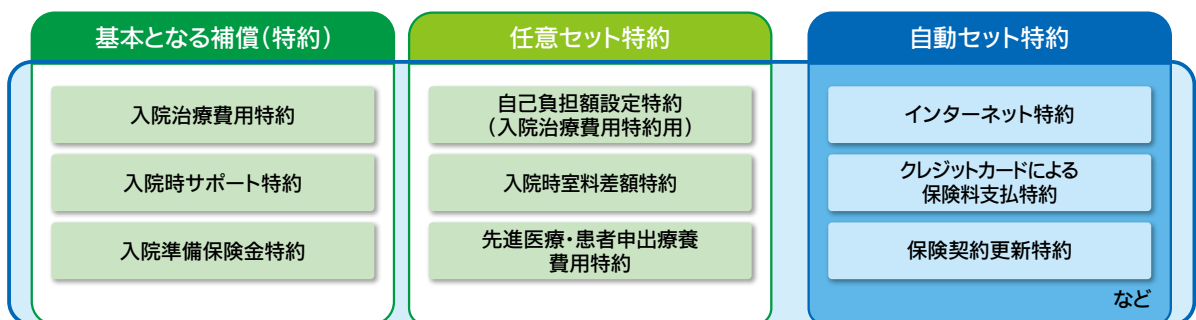 基本となる補償(特約)
入院治療費用特約
入院時サポート特約
入院準備保険金特約
任意セット特約
自己負担額設定特約
(入院治療費用特約用)
入院時室料差額特約
先進医療・患者申出療養
費用特約
自動セット特約
インターネット特約
クレジットカードによる
保険料支払特約
保険契約更新特約
など